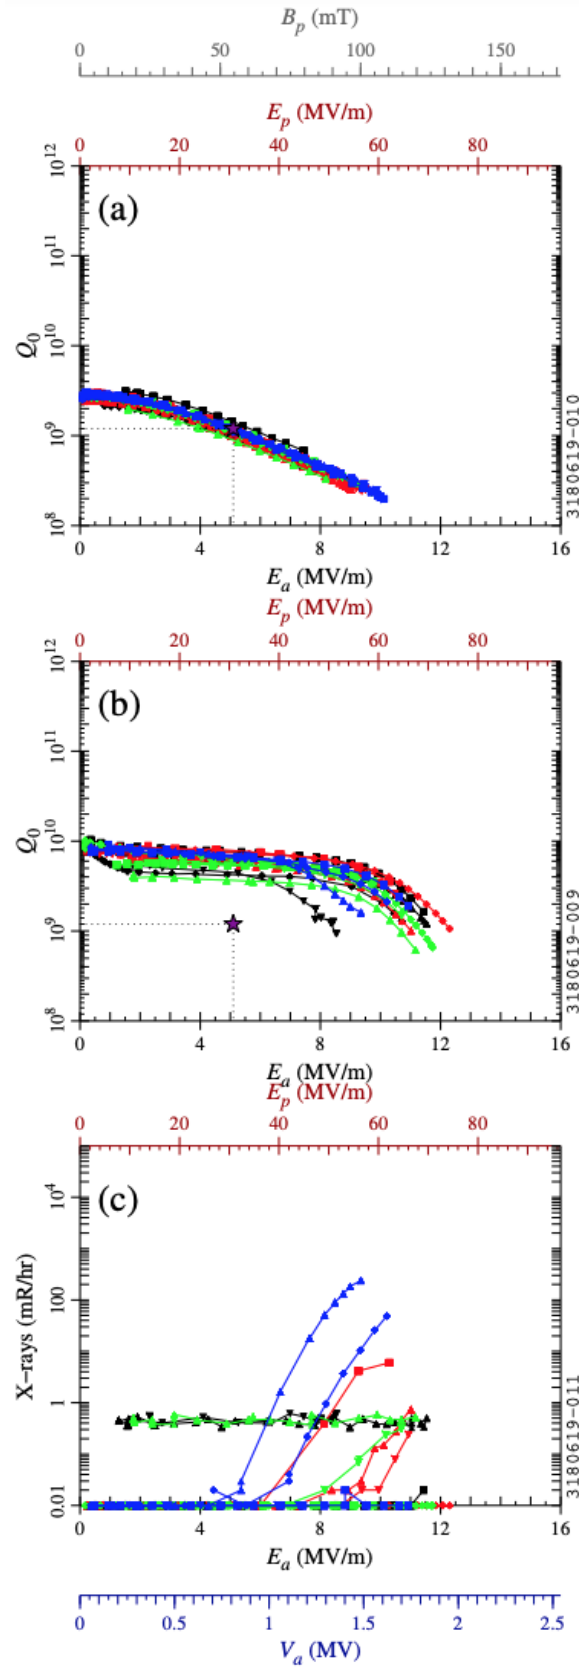 B_p (mT)
0 50 100 150
E_p (MV/m)
0 20 40 60 80
(a)
Q_0
10^12
10^11
10^10
10^9
10^8
0 4 8 12 16
E_a (MV/m)
3180619-010
E_p (MV/m)
0 20 40 60 80
(b)
Q_0
10^12
10^11
10^10
10^9
10^8
0 4 8 12 16
E_a (MV/m)
3180619-009
E_p (MV/m)
0 20 40 60 80
(c)
X-rays (mR/hr)
10^4
100
1
0.01
0 4 8 12 16
E_a (MV/m)
3180619-011
0 0.5 1 1.5 2 2.5
V_a (MV)